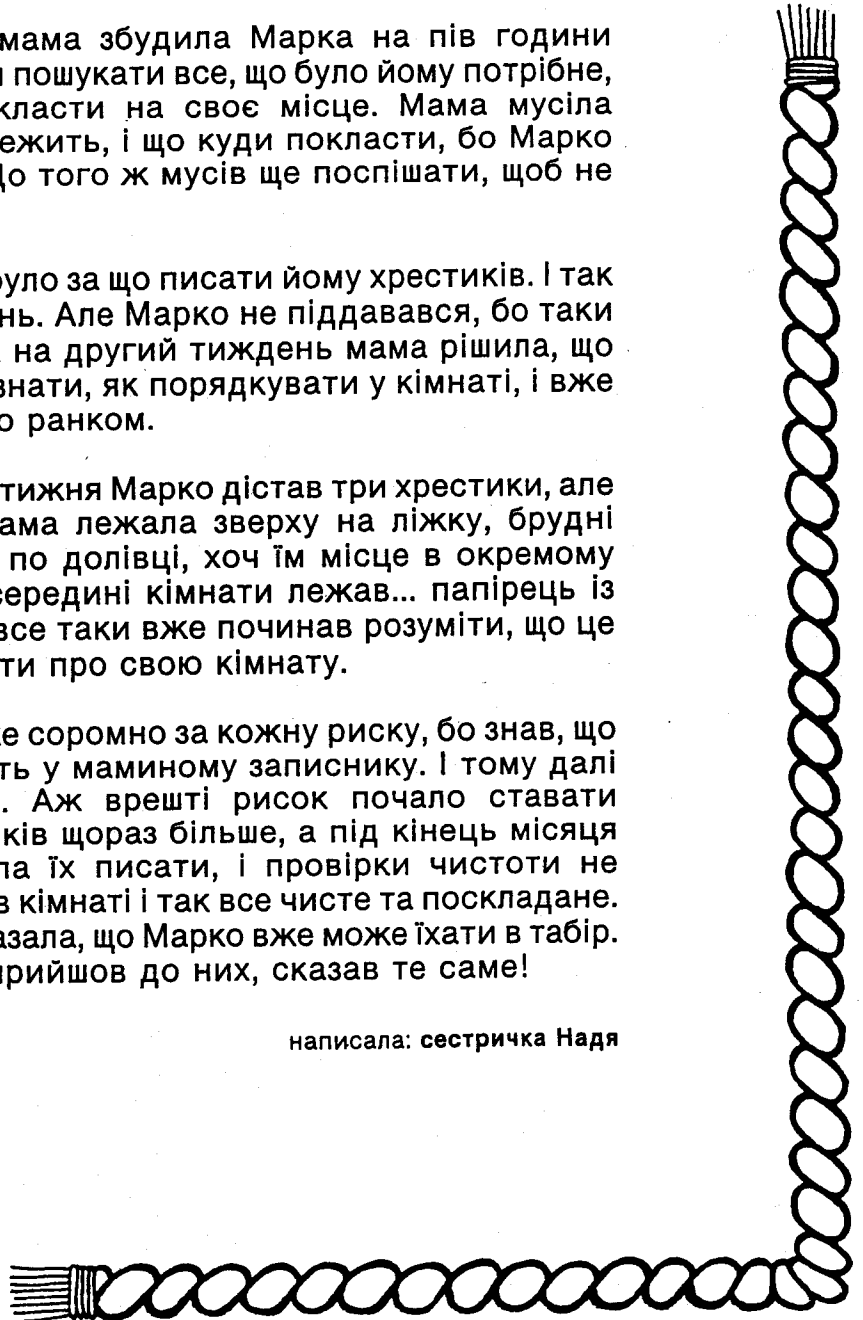 мама збудила Марка на пів години
пошукати все, що було йому потрібне,
класти на своє місце. Мама мусіла
ежить, і що куди покласти, бо Марко
о того ж мусів ще поспішати, щоб не
було за що писати йому хрестиків. І так
нь. Але Марко не піддавався, бо таки
на другий тиждень мама рішила, що
знати, як порядкувати у кімнаті, і вже
о ранком.
тижня Марко дістав три хрестики, але
ама лежала зверху на ліжку, брудні
по долівці, хоч їм місце в окремому
середині кімнати лежав... папірець із
все таки вже починав розуміти, що це
ти про свою кімнату.
е соромно за кожну риску, бо знав, що
ть у маминому записнику. І тому далі
. Аж врешті рисок почало ставати
ків щораз більше, а під кінець місяця
ла їх писати, і провірки чистоти не
в кімнаті і так все чисте та поскладане.
азала, що Марко вже може їхати в табір.
прийшов до них, сказав те саме!
написала: сестричка Надя